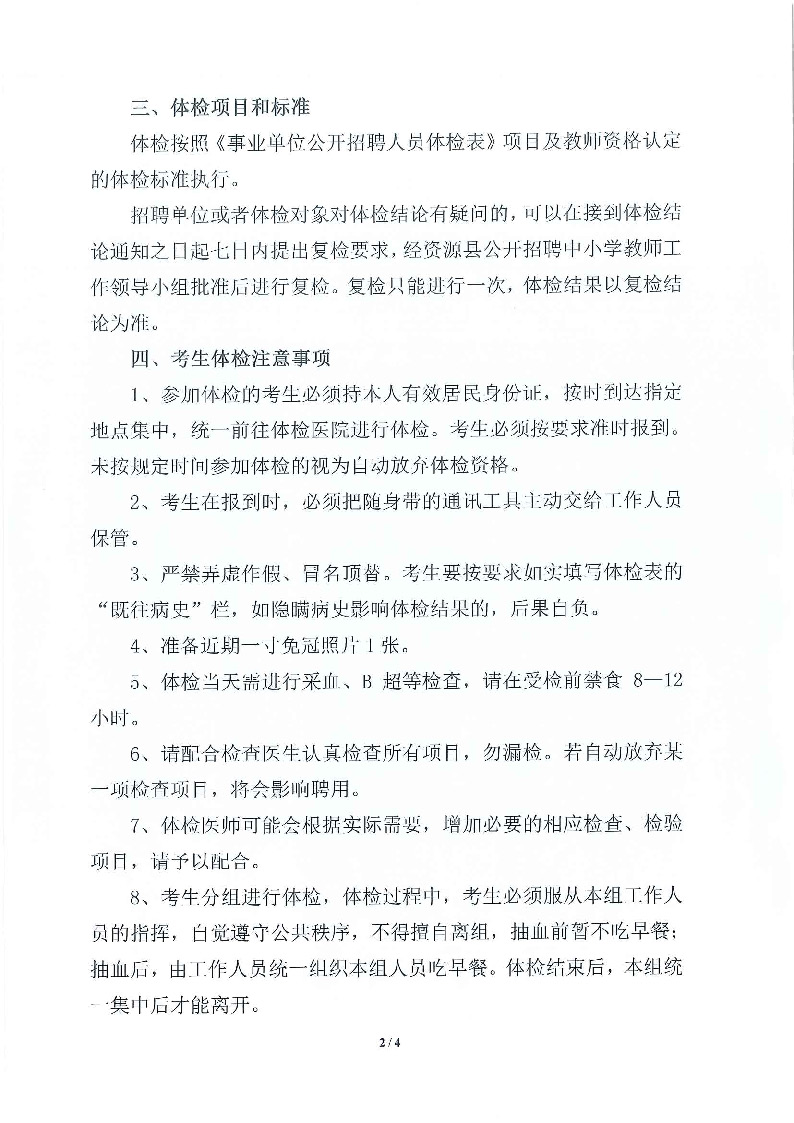 三、体检项目和标准
体检按照《事业单位公开招聘人员体检表》项目及教师资格认定
的体检标准执行。
招聘单位或者体检对象对体检结论有疑问的，可以在接到体检结
论通知之日起七日内提出复检要求，经资源县公开招聘中小学教师工
作领导小组批准后进行复检。复检只能进行一次，体检结果以复检结
论为准。
四、考生体检注意事项
1、参加体检的考生必须持本人有效居民身份证，按时到达指定
地点集中，统一前往体检医院进行体检。考生必须按要求准时报到。
未按规定时间参加体检的视为自动放弃体检资格。
2、考生在报到时，必须把随身带的通讯工具主动交给工作人员
保管。
3、严禁弄虚作假、冒名顶替。考生要按要求如实填写体检表的
“既往病史”栏，如隐瞒病史影响体检结果的，后果自负。
4、准备近期一寸免冠照片1张。
5、体检当天需进行采血、B 超等检查，请在受检前禁食 8—12
小时。
6、请配合检查医生认真检查所有项目，勿漏检。若自动放弃某
一项检查项目，将会影响聘用。
7、体检医师可能会根据实际需要，增加必要的相应检查、检验
项目，请予以配合。
8、考生分组进行体检，体检过程中，考生必须服从本组工作人
员的指挥，自觉遵守公共秩序，不得擅自离组，抽血前暂不吃早餐；
抽血后，由工作人员统一组织本组人员吃早餐。体检结束后，本组统
一集中后才能离开。
2 / 4